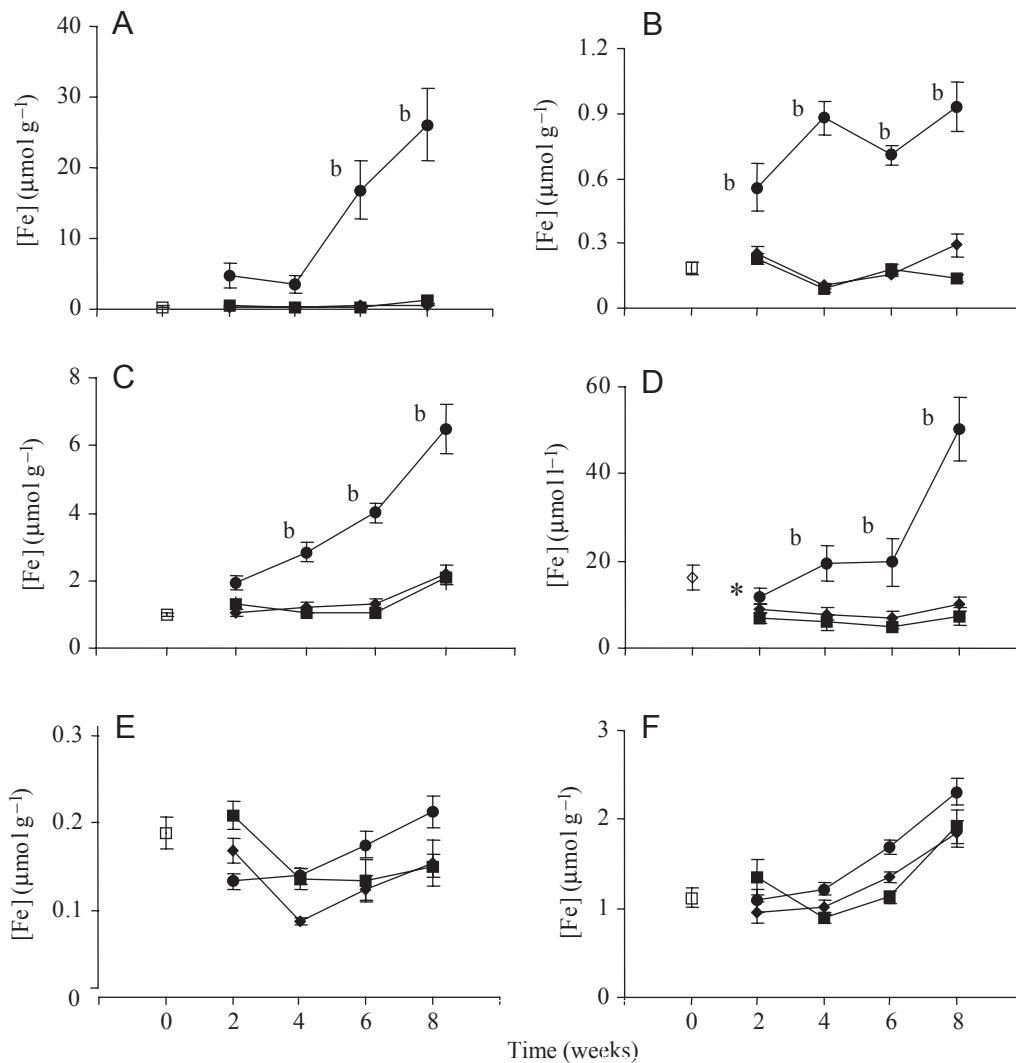 A
[Fe] (μmol g⁻¹)
40
30
20
10
0
b
b
B
[Fe] (μmol g⁻¹)
1.2
0.9
0.6
0.3
0
b
b
b
b
C
[Fe] (μmol g⁻¹)
8
6
4
2
0
b
b
b
D
[Fe] (μmol l⁻¹)
60
40
20
0
*
b
b
b
E
[Fe] (μmol g⁻¹)
0.3
0.2
0.1
0
0 2 4 6 8
F
[Fe] (μmol g⁻¹)
3
2
1
0
0 2 4 6 8
Time (weeks)